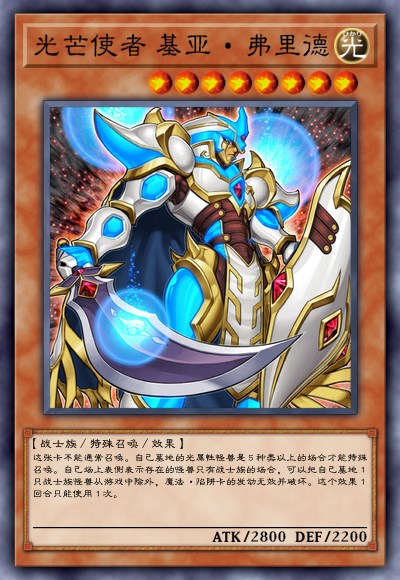 光芒使者 基亚·弗里德
光
ひかり
【战士族／特殊召唤／效果】
这张卡不能通常召唤。自己墓地的光属性怪兽是5种类以上的场合才能特殊
召唤。自己场上表侧表示存在的怪兽只有战士族的场合，可以把自己墓地1
只战士族怪兽从游戏中除外，魔法·陷阱卡的发动无效并破坏。这个效果1
回合只能使用1次。
ATK/2800 DEF/2200